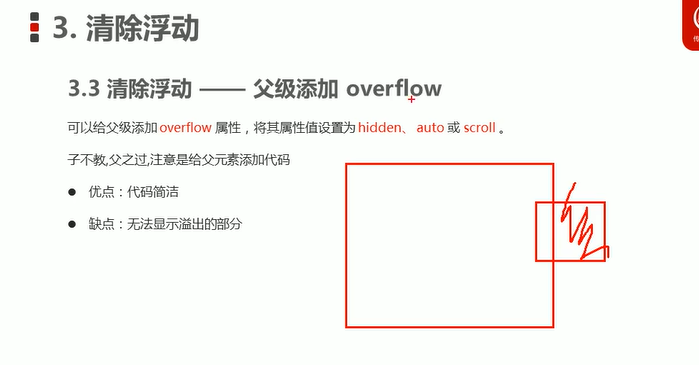 3. 清除浮动
3.3 清除浮动 —— 父级添加 overflow
可以给父级添加 overflow 属性，将其属性值设置为 hidden、 auto 或 scroll 。
子不教,父之过,注意是给父元素添加代码
● 优点：代码简洁
● 缺点：无法显示溢出的部分